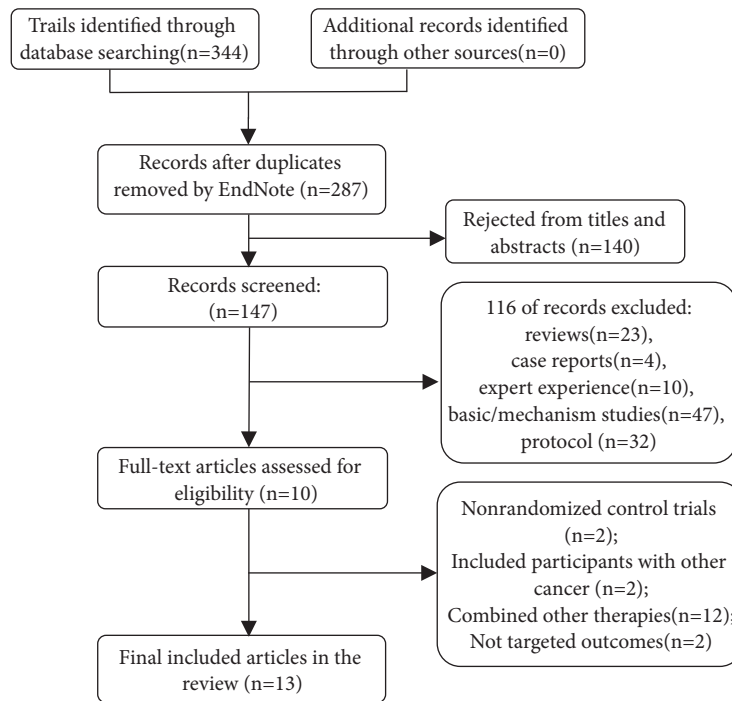 Trails identified through
database searching(n=344)
Additional records identified
through other sources(n=0)
Records after duplicates
removed by EndNote (n=287)
Rejected from titles and
abstracts (n=140)
Records screened:
(n=147)
116 of records excluded:
reviews(n=23),
case reports(n=4),
expert experience(n=10),
basic/mechanism studies(n=47),
protocol (n=32)
Full-text articles assessed for
eligibility (n=10)
Nonrandomized control trials
(n=2);
Included participants with other
cancer (n=2);
Combined other therapies(n=12);
Not targeted outcomes(n=2)
Final included articles in the
review (n=13)